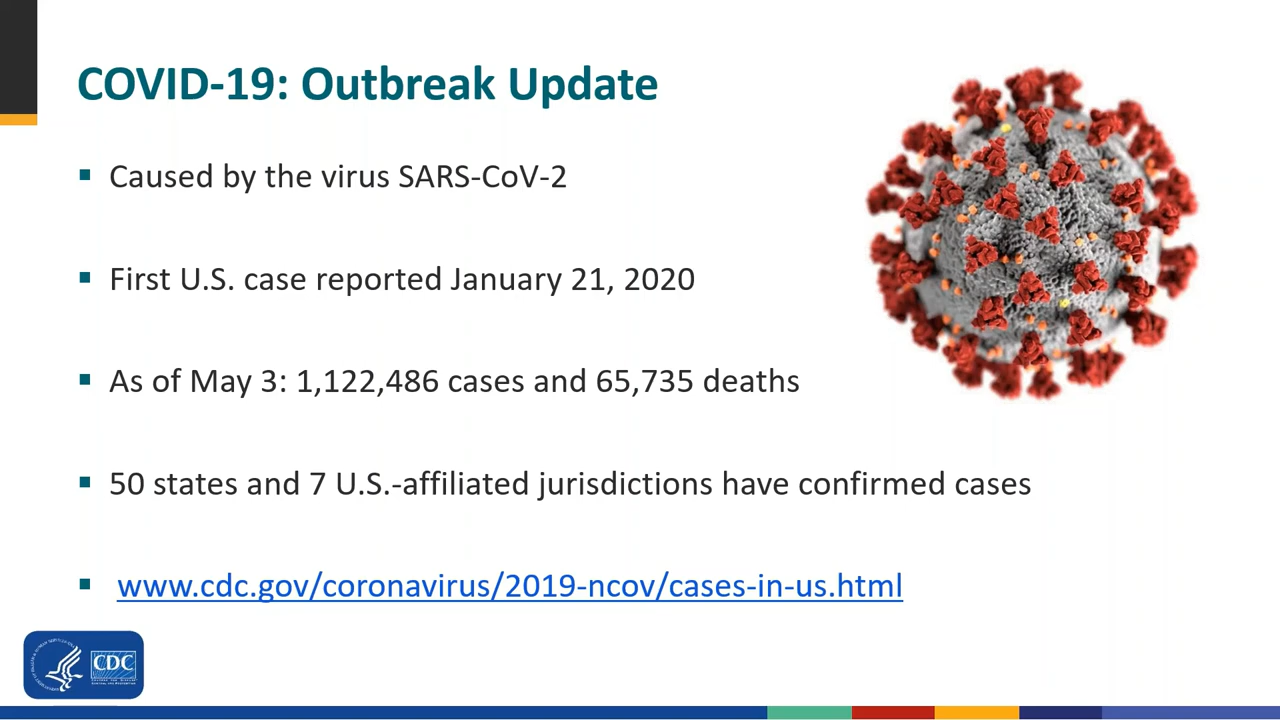 COVID-19: Outbreak Update
▪ Caused by the virus SARS-CoV-2
▪ First U.S. case reported January 21, 2020
▪ As of May 3: 1,122,486 cases and 65,735 deaths
▪ 50 states and 7 U.S.-affiliated jurisdictions have confirmed cases
▪ www.cdc.gov/coronavirus/2019-ncov/cases-in-us.html
CDC